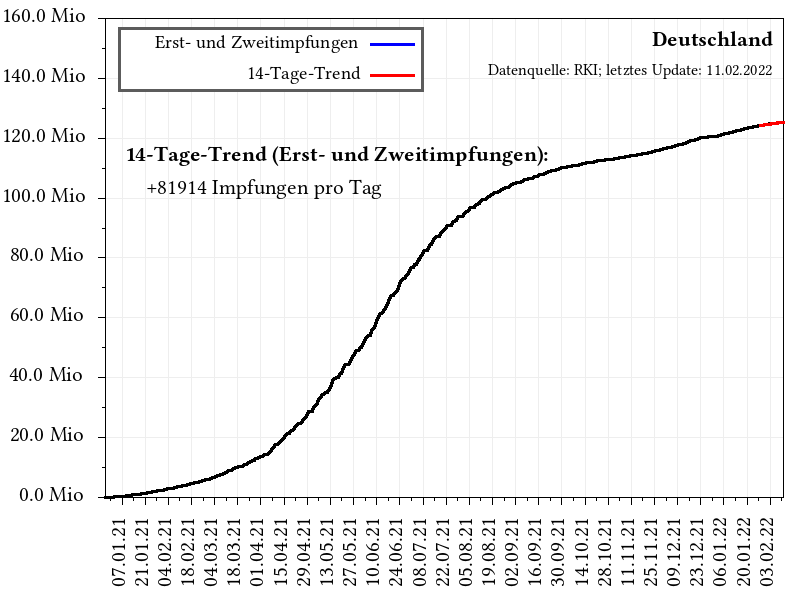 160.0 Mio
140.0 Mio
120.0 Mio
100.0 Mio
80.0 Mio
60.0 Mio
40.0 Mio
20.0 Mio
0.0 Mio
Erst- und Zweitimpfungen
14-Tage-Trend
Deutschland
Datenquelle: RKI; letztes Update: 11.02.2022
14-Tage-Trend (Erst- und Zweitimpfungen):
+81914 Impfungen pro Tag
07.01.21
21.01.21
04.02.21
18.02.21
04.03.21
18.03.21
01.04.21
15.04.21
29.04.21
13.05.21
27.05.21
10.06.21
24.06.21
08.07.21
22.07.21
05.08.21
19.08.21
02.09.21
16.09.21
30.09.21
14.10.21
28.10.21
11.11.21
25.11.21
09.12.21
23.12.21
06.01.22
20.01.22
03.02.22